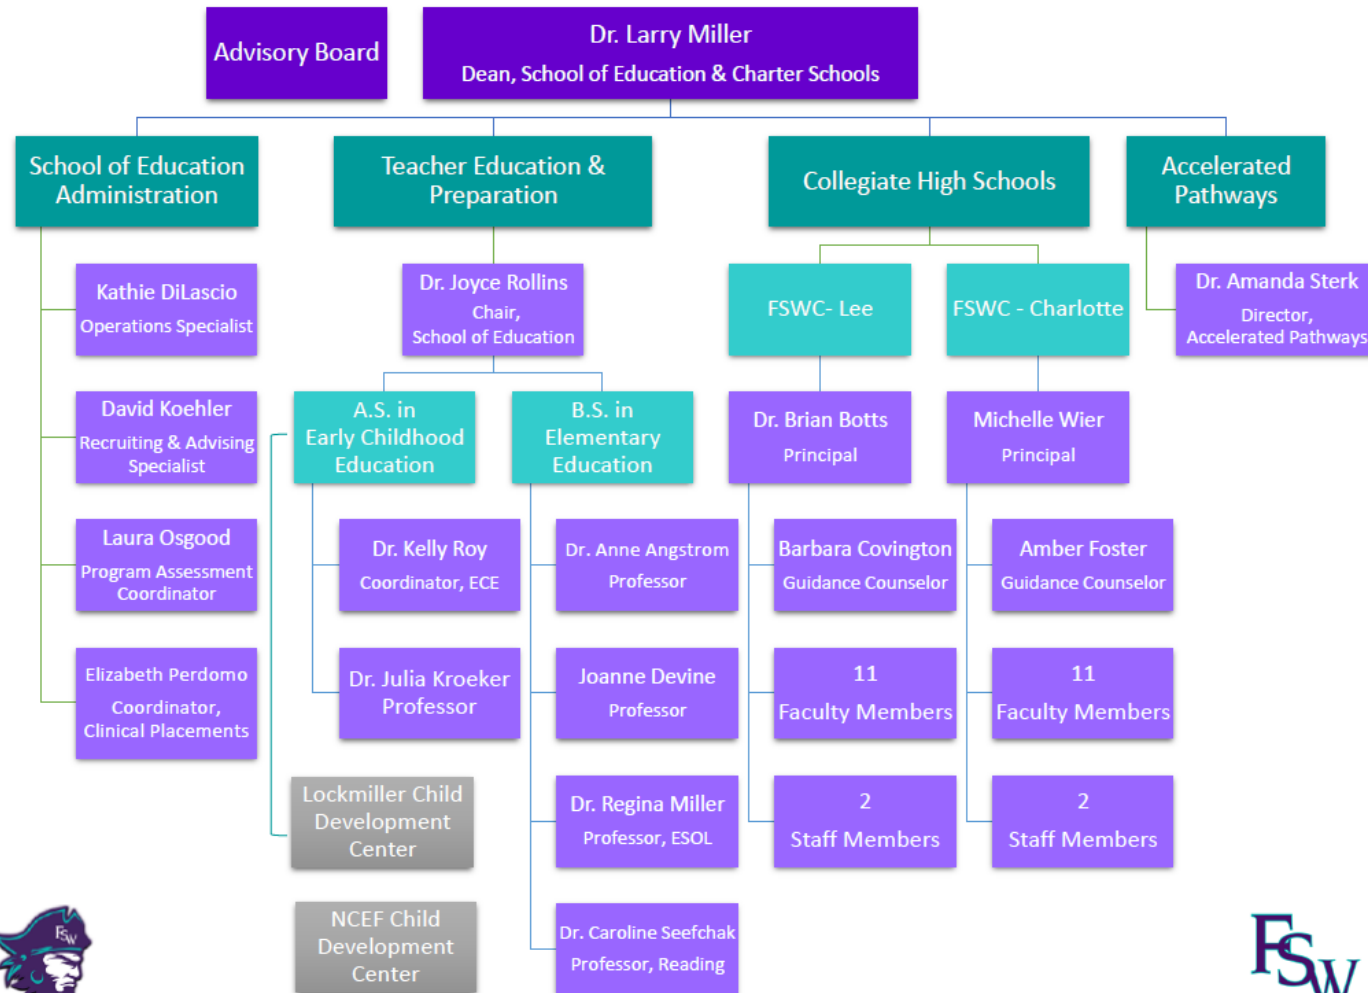 Advisory Board
Dr. Larry Miller
Dean, School of Education & Charter Schools
School of Education
Administration
Teacher Education &
Preparation
Collegiate High Schools
Accelerated
Pathways
Kathie DiLascio
Operations Specialist
David Koehler
Recruiting & Advising
Specialist
Laura Osgood
Program Assessment
Coordinator
Elizabeth Perdomo
Coordinator,
Clinical Placements
Dr. Joyce Rollins
Chair,
School of Education
A.S. in
Early Childhood
Education
Dr. Kelly Roy
Coordinator, ECE
Dr. Julia Kroeker
Professor
Lockmiller Child
Development
Center
NCEF Child
Development
Center
B.S. in
Elementary
Education
Dr. Anne Angstrom
Professor
Joanne Devine
Professor
Dr. Regina Miller
Professor, ESOL
Dr. Caroline Seefchak
Professor, Reading
FSWC- Lee
Dr. Brian Botts
Principal
Barbara Covington
Guidance Counselor
11
Faculty Members
2
Staff Members
FSWC - Charlotte
Michelle Wier
Principal
Amber Foster
Guidance Counselor
11
Faculty Members
2
Staff Members
Dr. Amanda Sterk
Director,
Accelerated Pathways
FSW
FSW